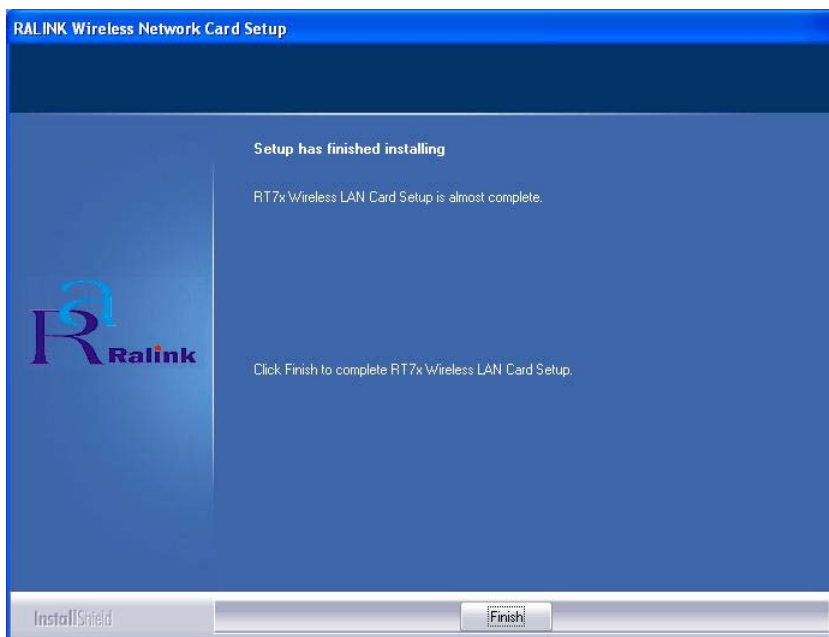 RALINK Wireless Network Card Setup
Setup has finished installing
RT7x Wireless LAN Card Setup is almost complete.
Ra
Ralink
Click Finish to complete RT7x Wireless LAN Card Setup.
InstallShield
Finish